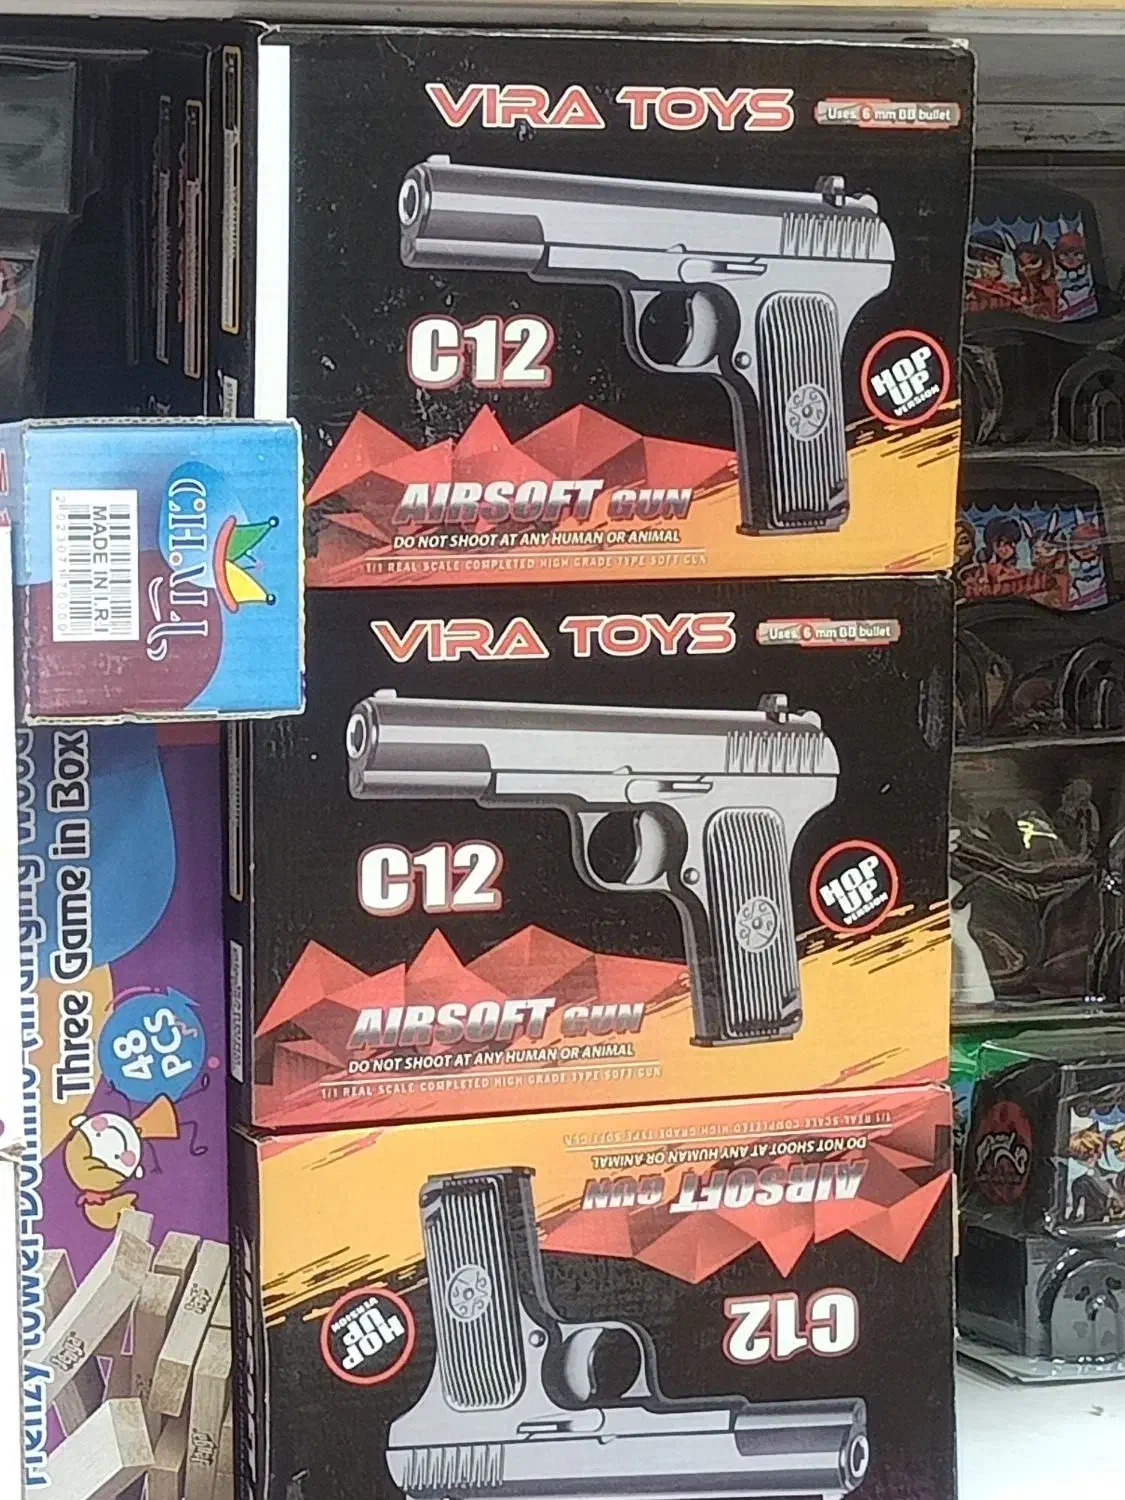 VIRA TOYS
Uses 6 mm BB bullet
C12
HOP
UP
VERSION
AIRSOFT GUN
DO NOT SHOOT AT ANY HUMAN OR ANIMAL
1/1 REAL SCALE COMPLETED HIGH GRADE TYPE SOFT GUN
VIRA TOYS
Uses 6 mm BB bullet
C12
HOP
UP
VERSION
AIRSOFT GUN
DO NOT SHOOT AT ANY HUMAN OR ANIMAL
1/1 REAL SCALE COMPLETED HIGH GRADE TYPE SOFT GUN
1/1 REAL SCALE COMPLETED HIGH GRADE TYPE SOFT GUN
DO NOT SHOOT AT ANY HUMAN OR ANIMAL
AIRSOFT GUN
C12
HOP
UP
VERSION
MADE IN I.R.I
Three Game in Box
48
PCS
Jenga
Jenga